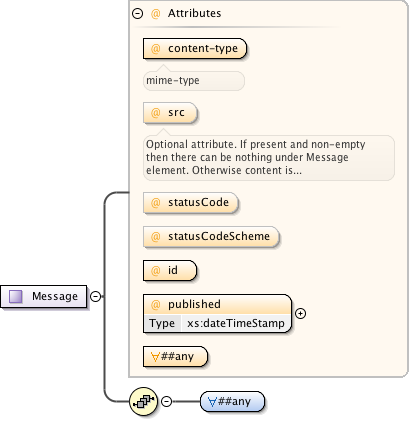 @ Attributes
@ content-type
mime-type
@ src
Optional attribute. If present and non-empty
then there can be nothing under Message
element. Otherwise content is...
@ statusCode
@ statusCodeScheme
@ id
Message
@ published
Type xs:dateTimeStamp
∀##any
∀##any